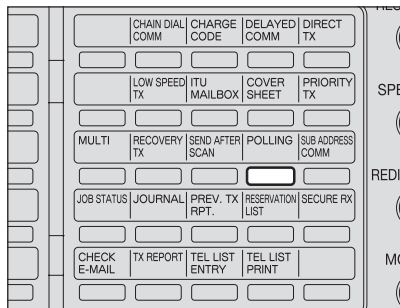 CHAIN DIAL COMM
CHARGE CODE
DELAYED COMM
DIRECT TX
LOW SPEED TX
ITU MAILBOX
COVER SHEET
PRIORITY TX
SPE
MULTI
RECOVERY TX
SEND AFTER SCAN
POLLING
SUB ADDRESS COMM
REDI
JOB STATUS
JOURNAL
PREV. TX RPT.
RESERVATION LIST
SECURE RX
CHECK E-MAIL
TX REPORT
TEL LIST ENTRY
TEL LIST PRINT
MO